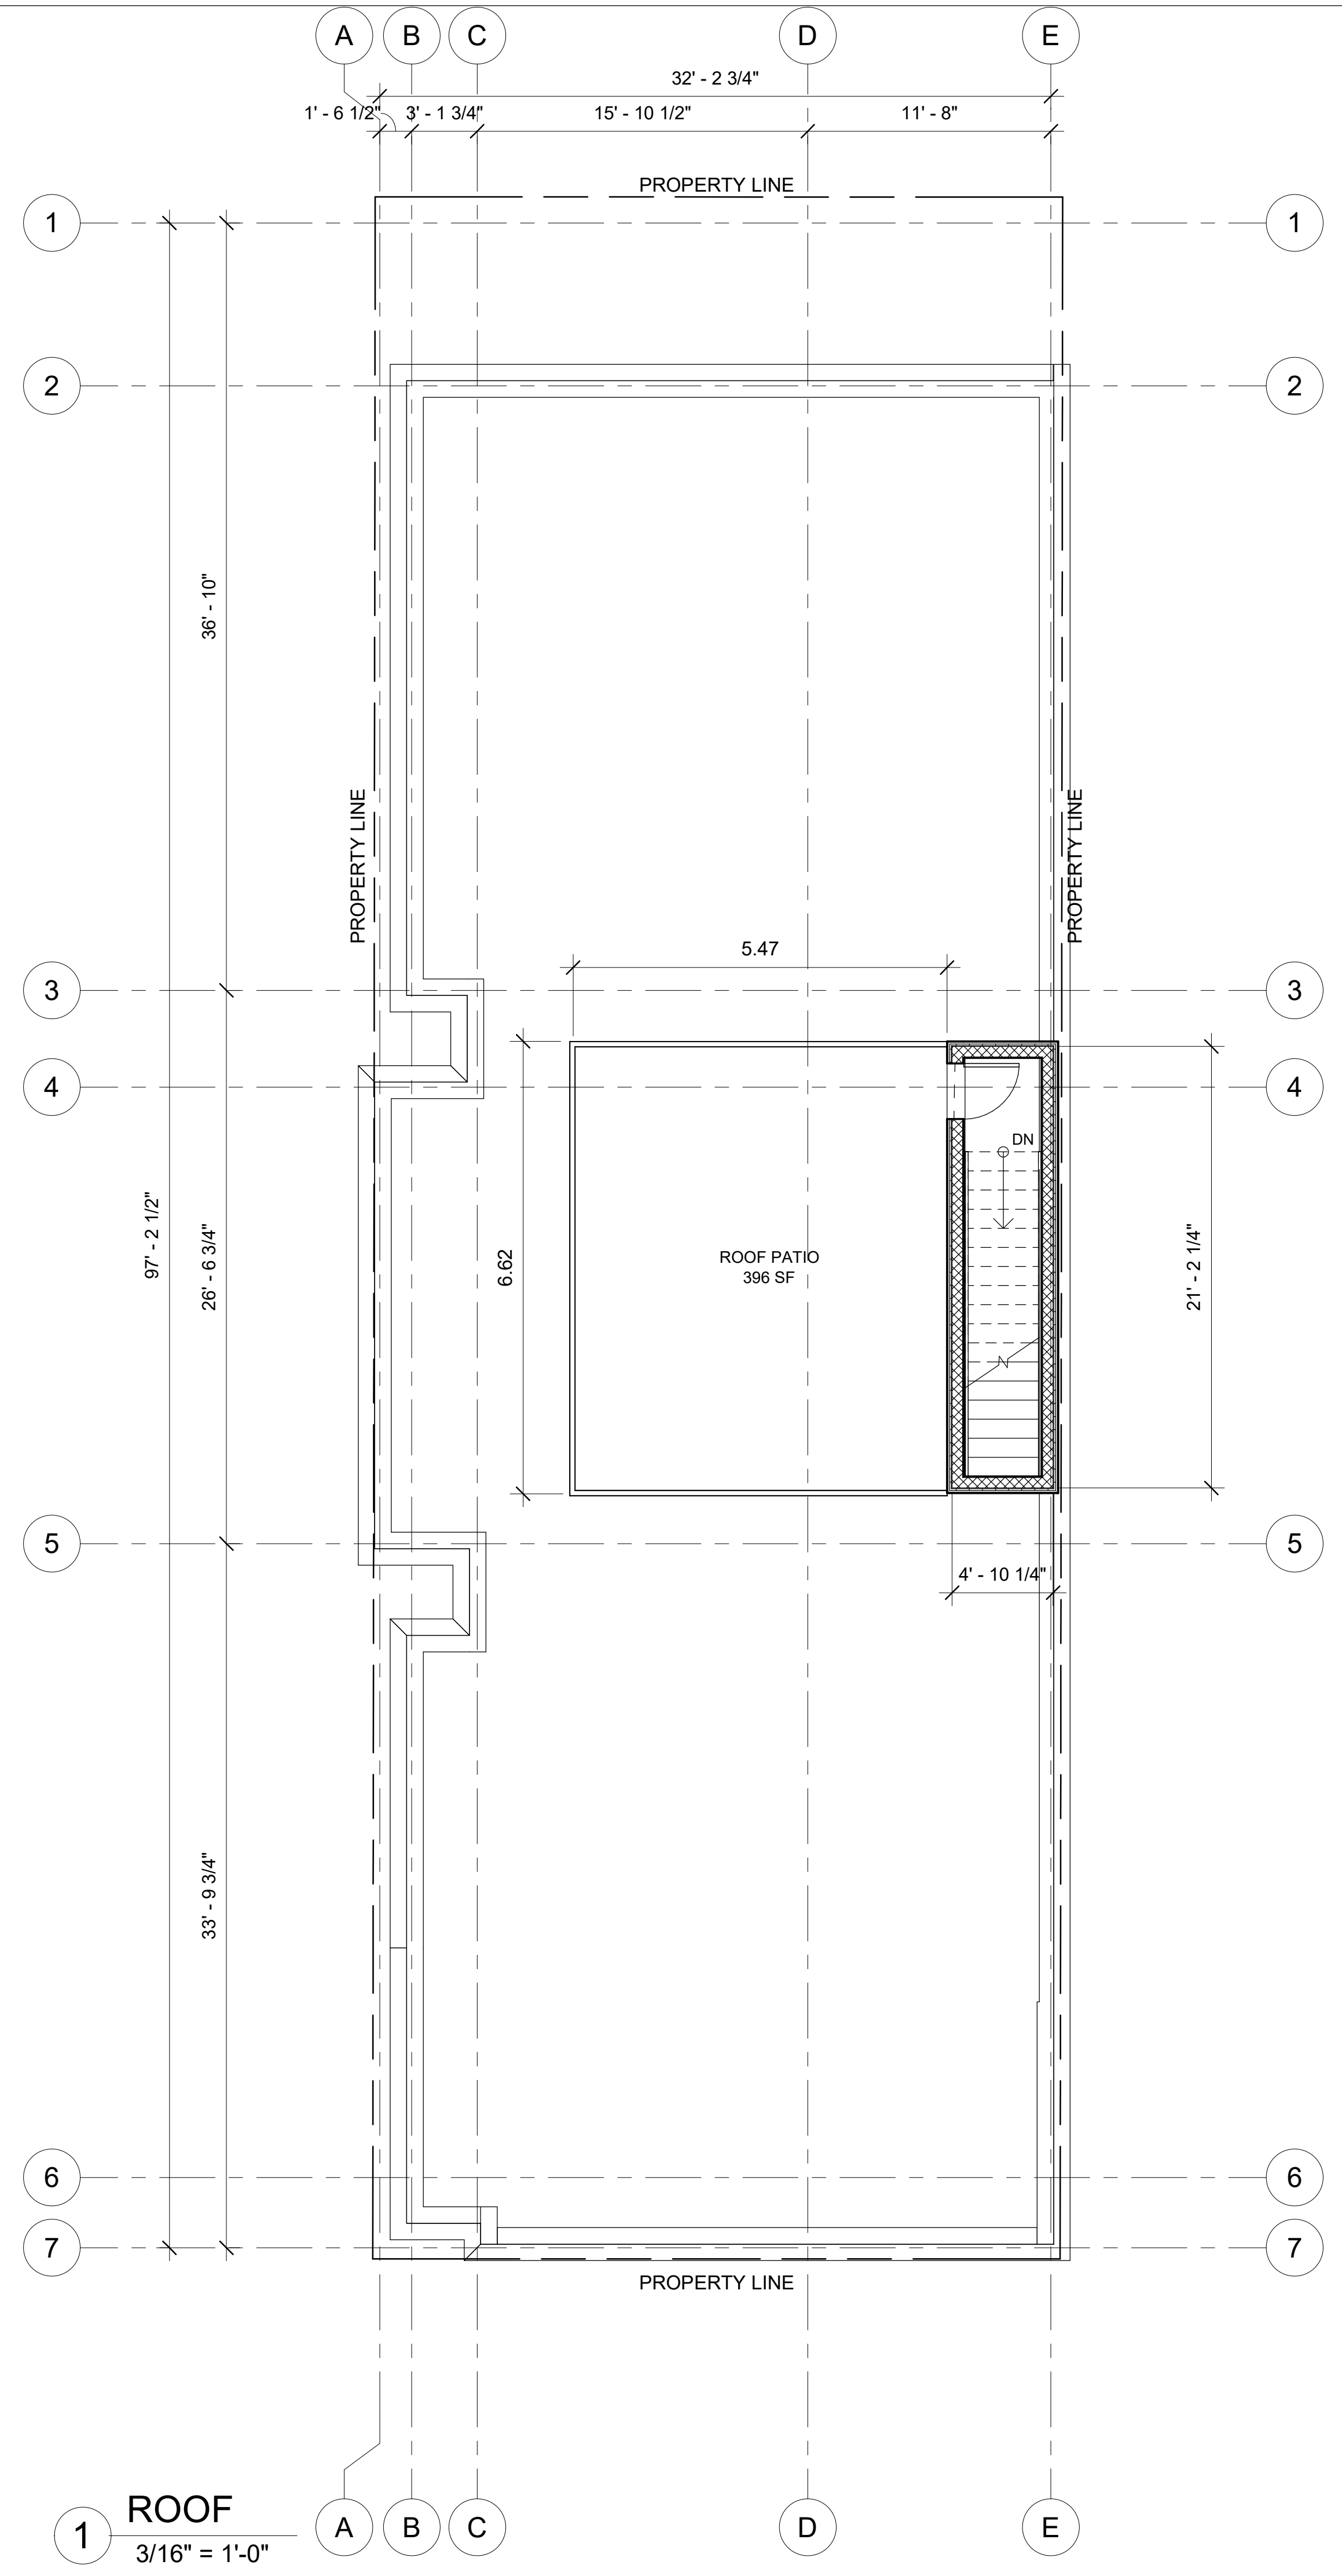 A B C D E
32' - 2 3/4"
1' - 6 1/2" 3' - 1 3/4" 15' - 10 1/2" 11' - 8"
PROPERTY LINE
1 1
2 2
36' - 10"
PROPERTY LINE
PROPERTY LINE
5.47
3 3
4 4
DN
97' - 2 1/2"
26' - 6 3/4"
6.62
ROOF PATIO
396 SF
21' - 2 1/4"
5 5
4' - 10 1/4"
33' - 9 3/4"
6 6
7 7
PROPERTY LINE
A B C D E
1 ROOF
3/16" = 1'-0"